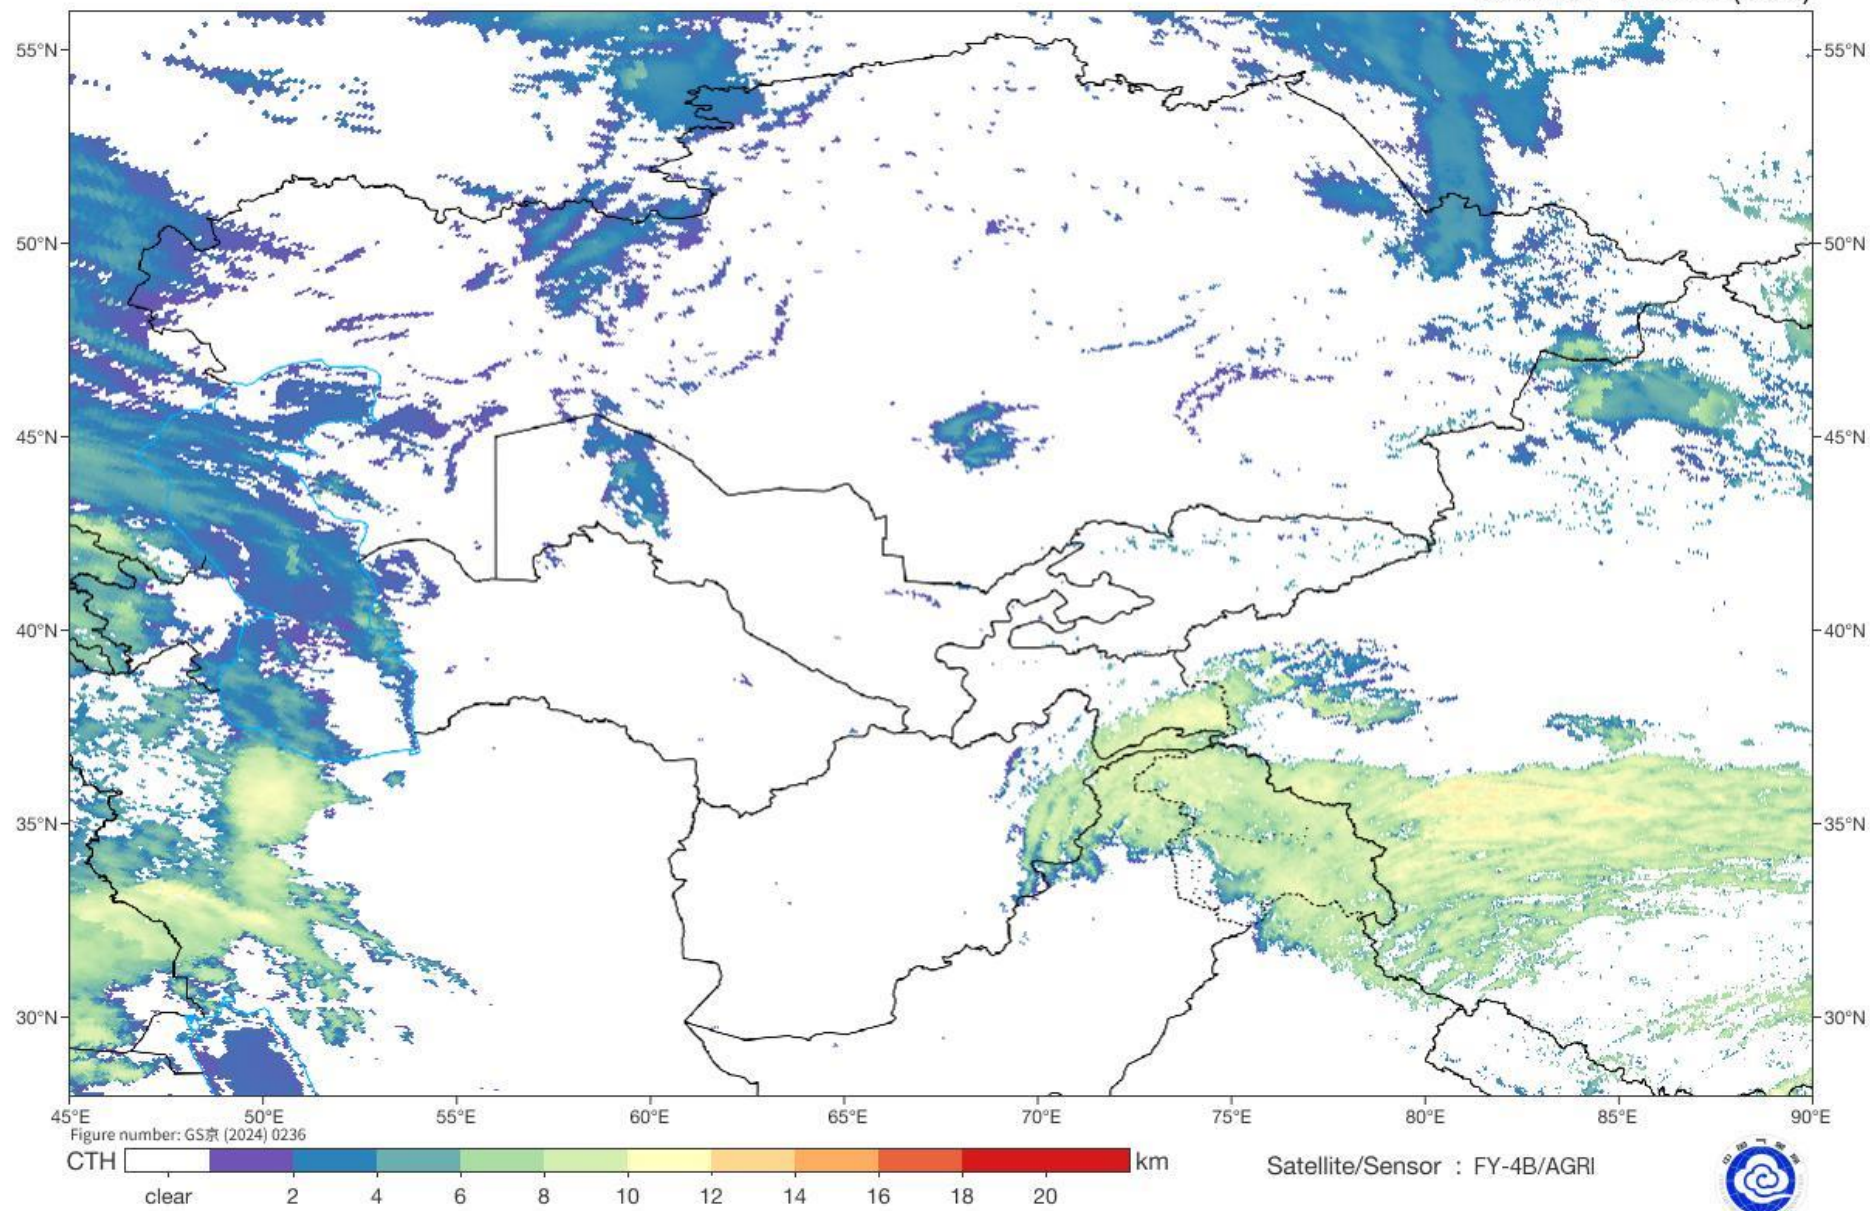 55°N 55°N
50°N 50°N
45°N 45°N
40°N 40°N
35°N 35°N
30°N 30°N
45°E 50°E 55°E 60°E 65°E 70°E 75°E 80°E 85°E 90°E
Figure number: GS京 (2024) 0236
CTH km
clear 2 4 6 8 10 12 14 16 18 20
Satellite/Sensor : FY-4B/AGRI